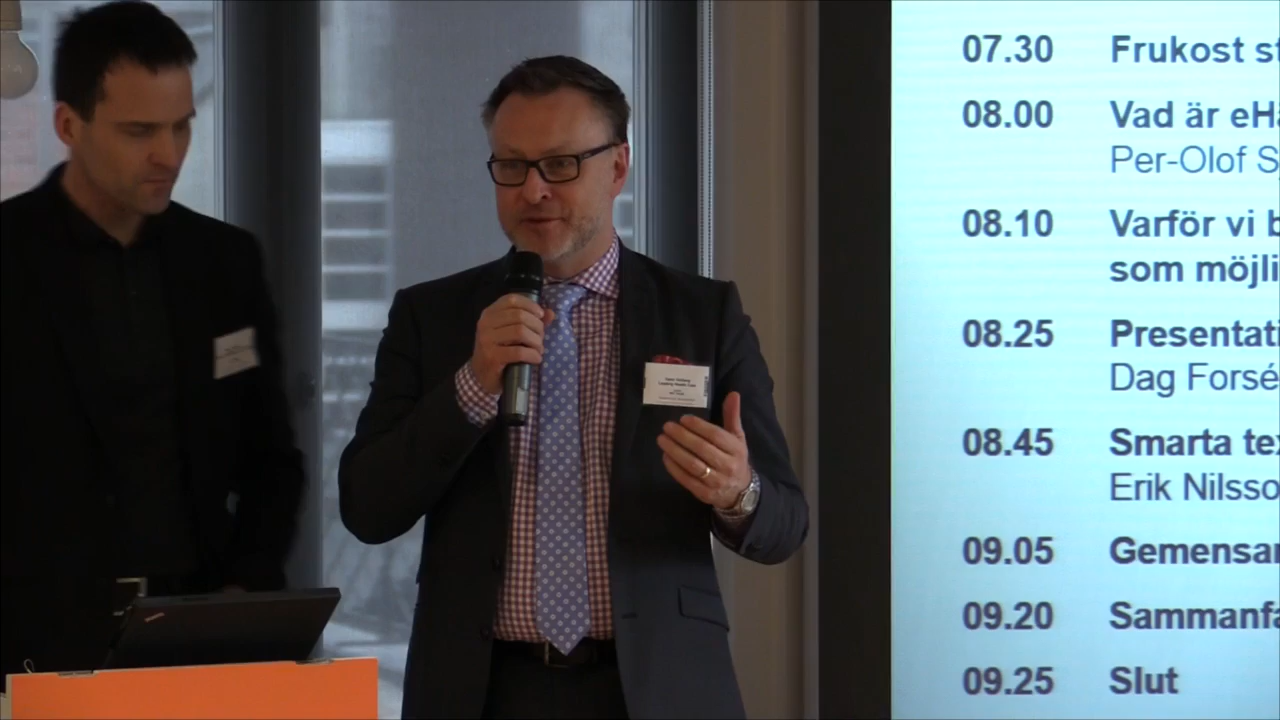 07.30 Frukost st
08.00 Vad är eHä
Per-Olof S
08.10 Varför vi b
som möjli
08.25 Presentati
Dag Forsé
08.45 Smarta tex
Erik Nilsso
09.05 Gemensan
09.20 Sammanfa
09.25 Slut